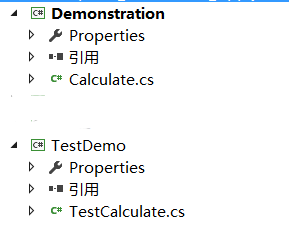 Demonstration
Properties
引用
Calculate.cs
TestDemo
Properties
引用
TestCalculate.cs